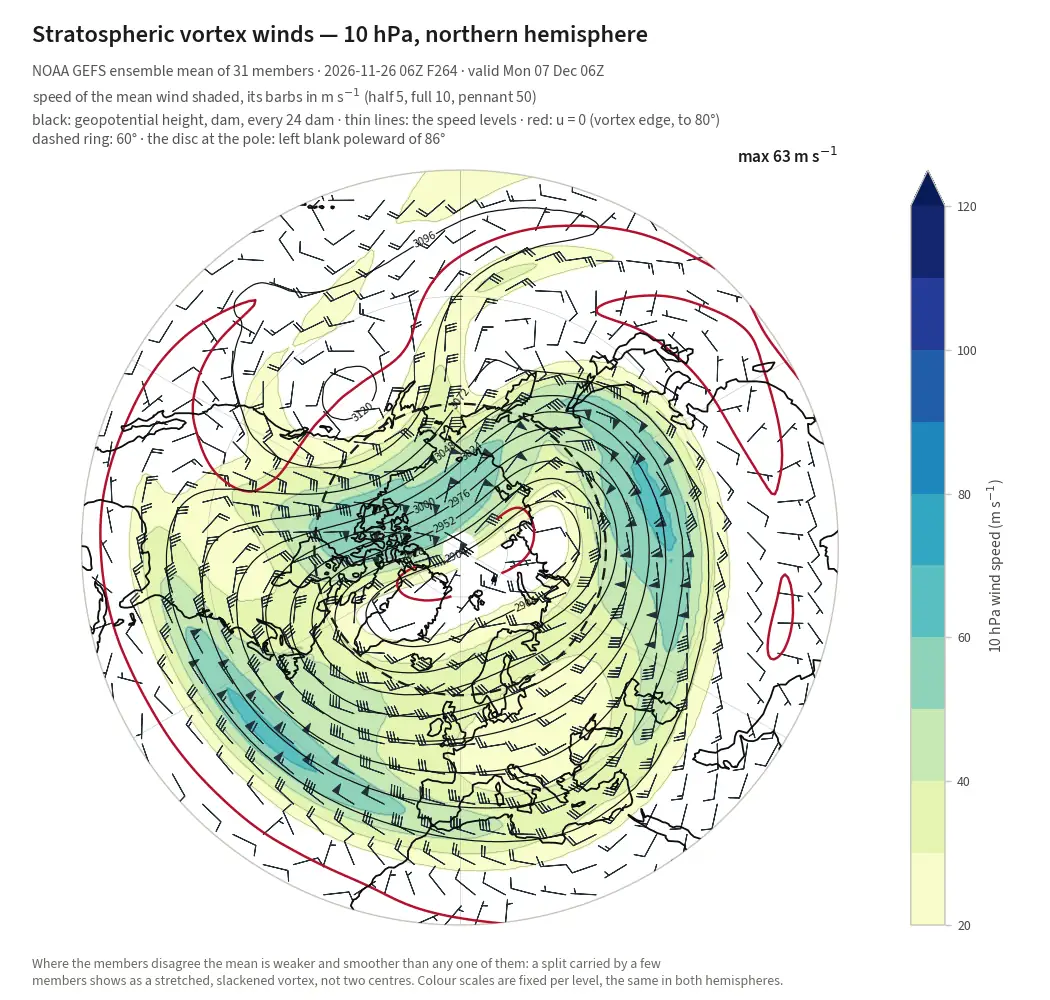 Stratospheric vortex winds — 10 hPa, northern hemisphere
NOAA GEFS ensemble mean of 31 members · 2026-11-26 06Z F264 · valid Mon 07 Dec 06Z
speed of the mean wind shaded, its barbs in m s⁻¹ (half 5, full 10, pennant 50)
black: geopotential height, dam, every 24 dam · thin lines: the speed levels · red: u = 0 (vortex edge, to 80°)
dashed ring: 60° · the disc at the pole: left blank poleward of 86°
max 63 m s⁻¹
120
100
80
60
40
20
10 hPa wind speed (m s⁻¹)
3096
3120
3072
3048
3000
2976
2952
Where the members disagree the mean is weaker and smoother than any one of them: a split carried by a few
members shows as a stretched, slackened vortex, not two centres. Colour scales are fixed per level, the same in both hemispheres.